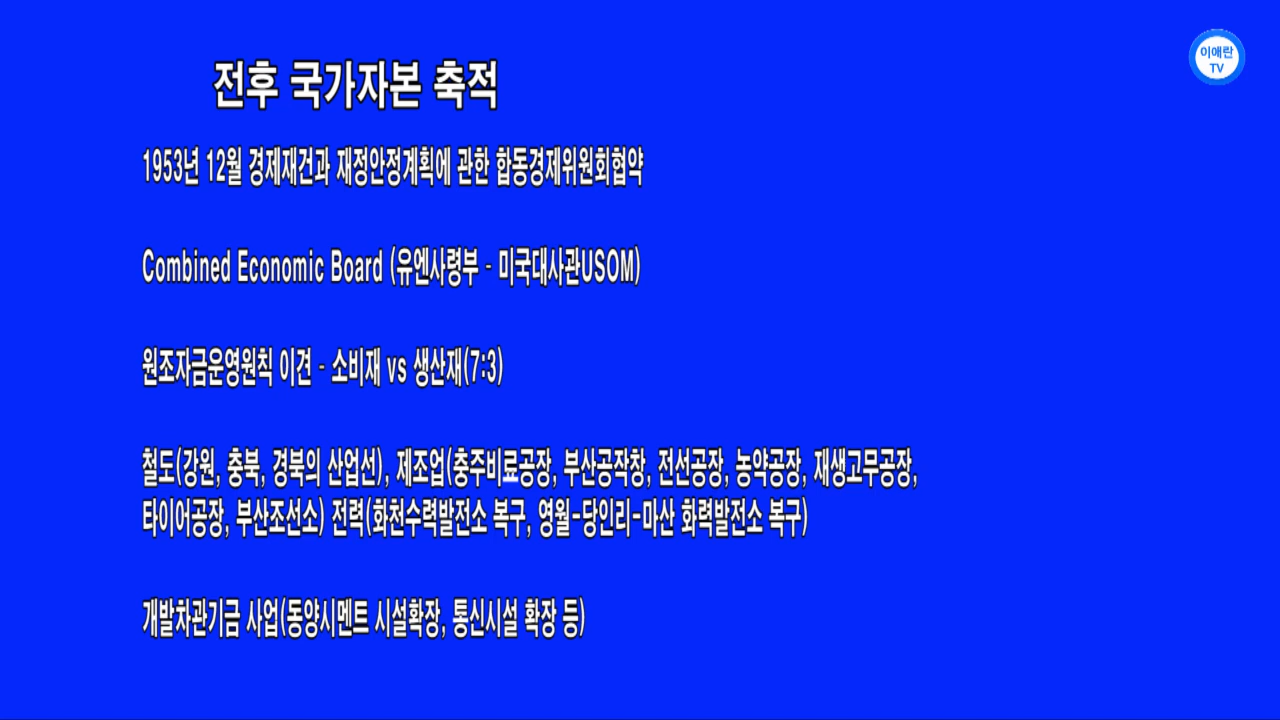 이애란
TV
전후 국가자본 축적
1953년 12월 경제재건과 재정안정계획에 관한 합동경제위원회협약
Combined Economic Board (유엔사령부 - 미국대사관USOM)
원조자금운영원칙 이견 - 소비재 vs 생산재(7:3)
철도(강원, 충북, 경북의 산업선), 제조업(충주비료공장, 부산공작창, 전선공장, 농약공장, 재생고무공장,
타이어공장, 부산조선소) 전력(화천수력발전소 복구, 영월-당인리-마산 화력발전소 복구)
개발차관기금 사업(동양시멘트 시설확장, 통신시설 확장 등)